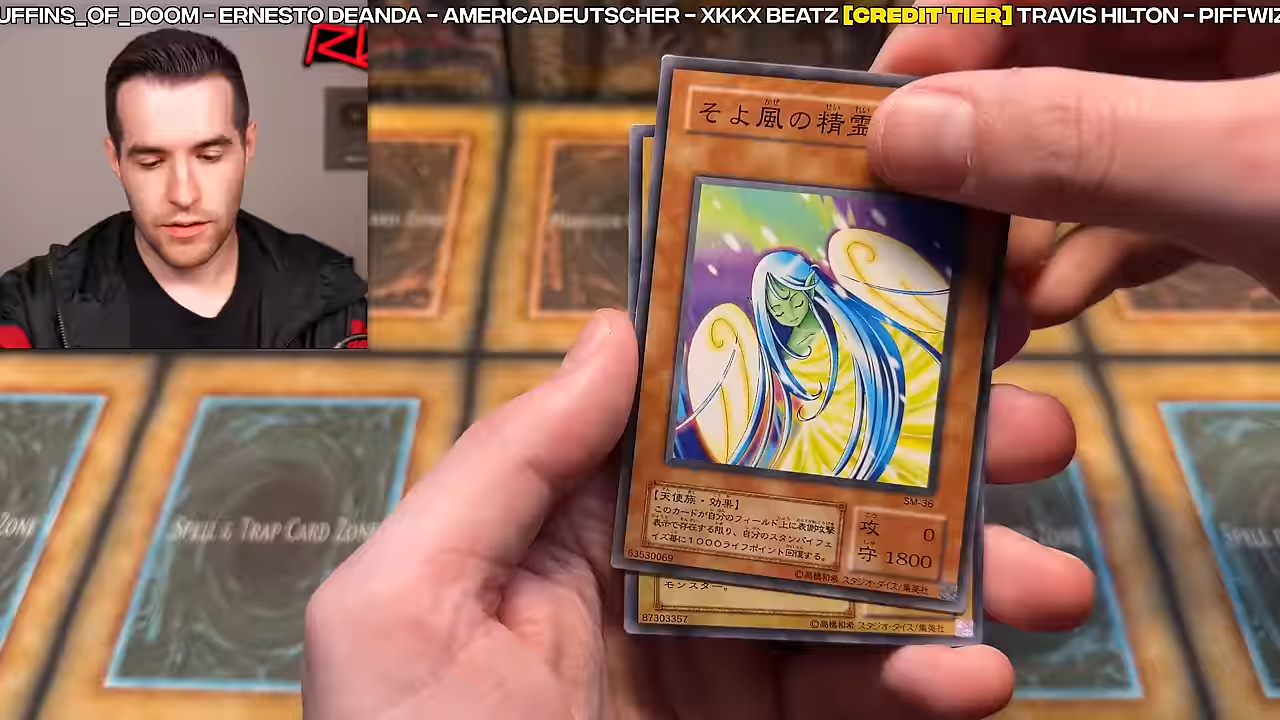 UFFINS_OF_DOOM – ERNESTO DEANDA – AMERICADEUTSCHER – XKKX BEATZ [CREDIT TIER] TRAVIS HILTON – PIFFWIZ
そよ風の精霊
SM-36
【天使族・効果】
このカードが自分のフィールド上に表側攻撃
表示で存在する限り、自分のスタンバイフェ
イズ毎に1000ライフポイント回復する。
攻 0
守 1800
63530069
©高橋和希 スタジオ・ダイス/集英社
モンスター。
87303357
©高橋和希 スタジオ・ダイス/集英社
SPELL & TRAP CARD ZONE
ZONE